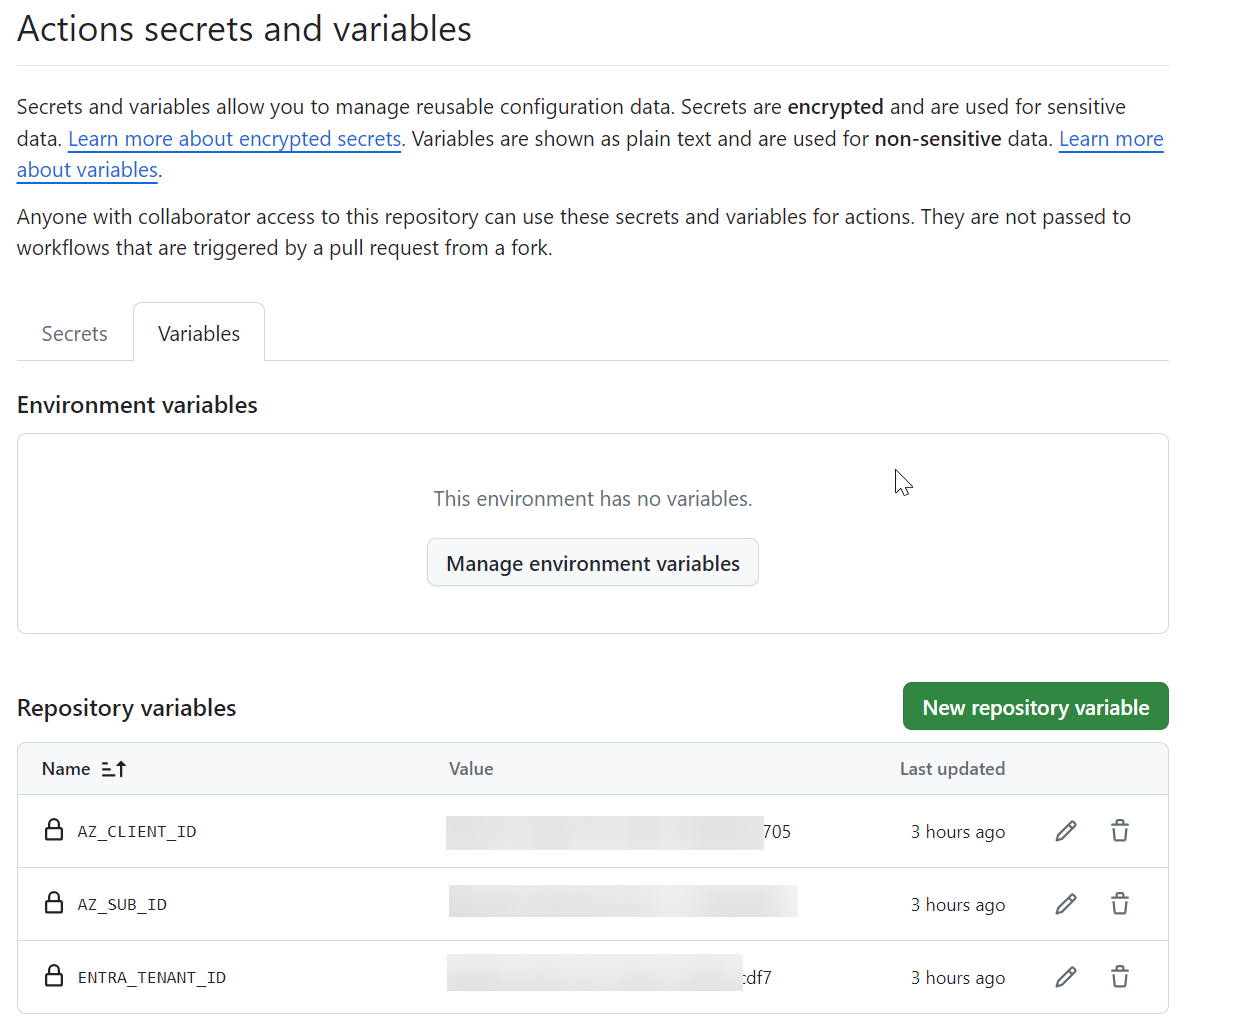 Actions secrets and variables
Secrets and variables allow you to manage reusable configuration data. Secrets are encrypted and are used for sensitive
data. Learn more about encrypted secrets. Variables are shown as plain text and are used for non-sensitive data. Learn more
about variables.
Anyone with collaborator access to this repository can use these secrets and variables for actions. They are not passed to
workflows that are triggered by a pull request from a fork.
Secrets Variables
Environment variables
This environment has no variables.
Manage environment variables
Repository variables New repository variable
Name Value Last updated
AZ_CLIENT_ID 705 3 hours ago
AZ_SUB_ID 3 hours ago
ENTRA_TENANT_ID cdf7 3 hours ago